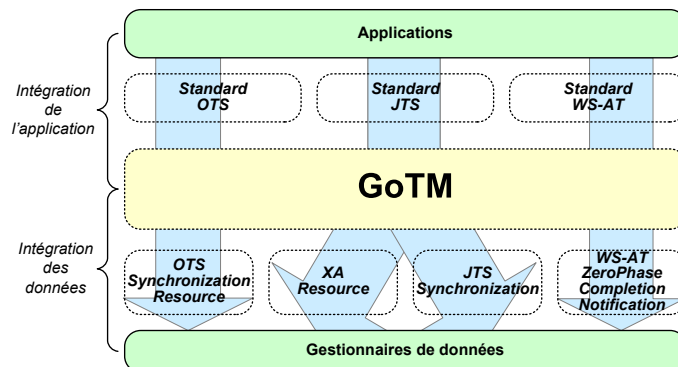 Applications
Intégration
de
l'application
Standard
OTS
Standard
JTS
Standard
WS-AT
GoTM
Intégration
des
données
OTS
Synchronization
Resource
XA
Resource
JTS
Synchronization
WS-AT
ZeroPhase
Completion
Notification
Gestionnaires de données